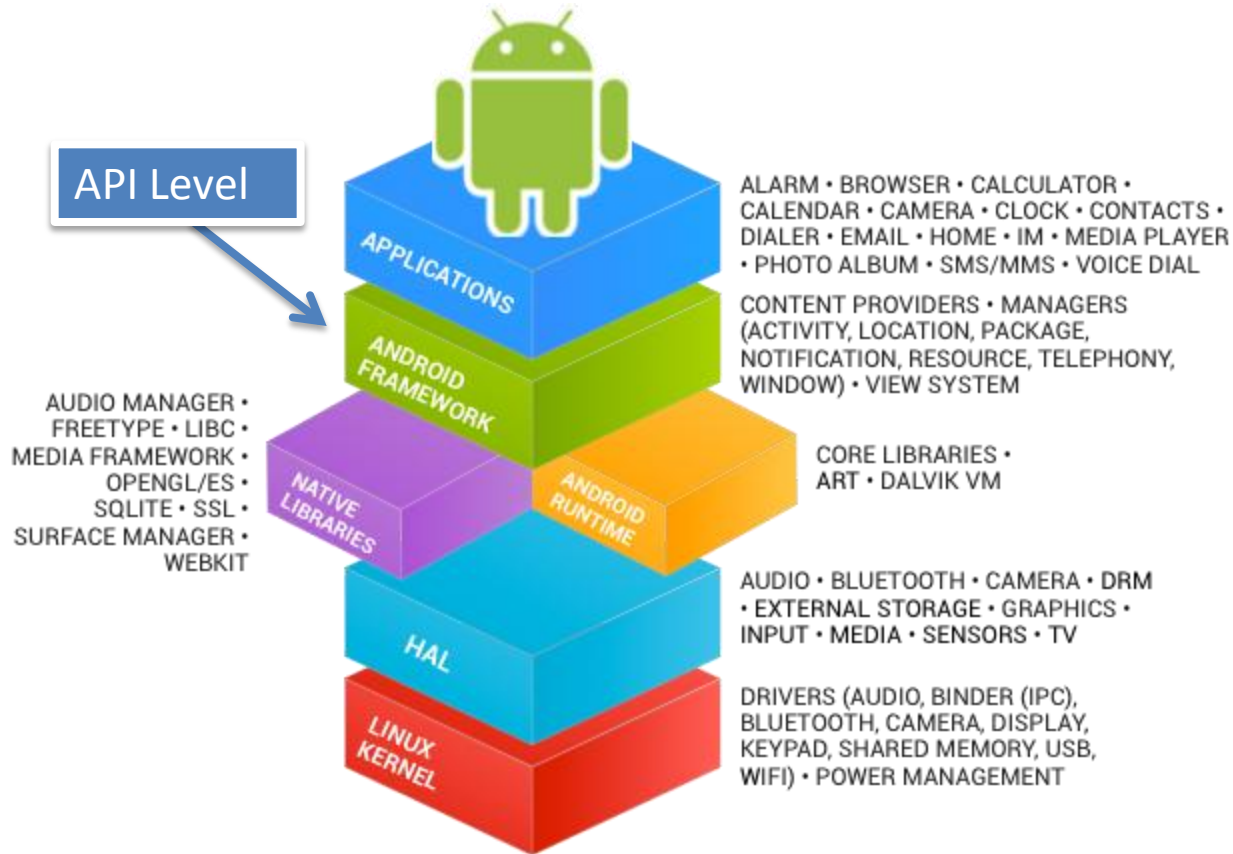 API Level
APPLICATIONS
ALARM • BROWSER • CALCULATOR •
CALENDAR • CAMERA • CLOCK • CONTACTS •
DIALER • EMAIL • HOME • IM • MEDIA PLAYER
• PHOTO ALBUM • SMS/MMS • VOICE DIAL
ANDROID
FRAMEWORK
CONTENT PROVIDERS • MANAGERS
(ACTIVITY, LOCATION, PACKAGE,
NOTIFICATION, RESOURCE, TELEPHONY,
WINDOW) • VIEW SYSTEM
AUDIO MANAGER •
FREETYPE • LIBC •
MEDIA FRAMEWORK •
OPENGL/ES •
SQLITE • SSL •
SURFACE MANAGER •
WEBKIT
NATIVE
LIBRARIES
ANDROID
RUNTIME
CORE LIBRARIES •
ART • DALVIK VM
HAL
AUDIO • BLUETOOTH • CAMERA • DRM
• EXTERNAL STORAGE • GRAPHICS •
INPUT • MEDIA • SENSORS • TV
LINUX
KERNEL
DRIVERS (AUDIO, BINDER (IPC),
BLUETOOTH, CAMERA, DISPLAY,
KEYPAD, SHARED MEMORY, USB,
WIFI) • POWER MANAGEMENT